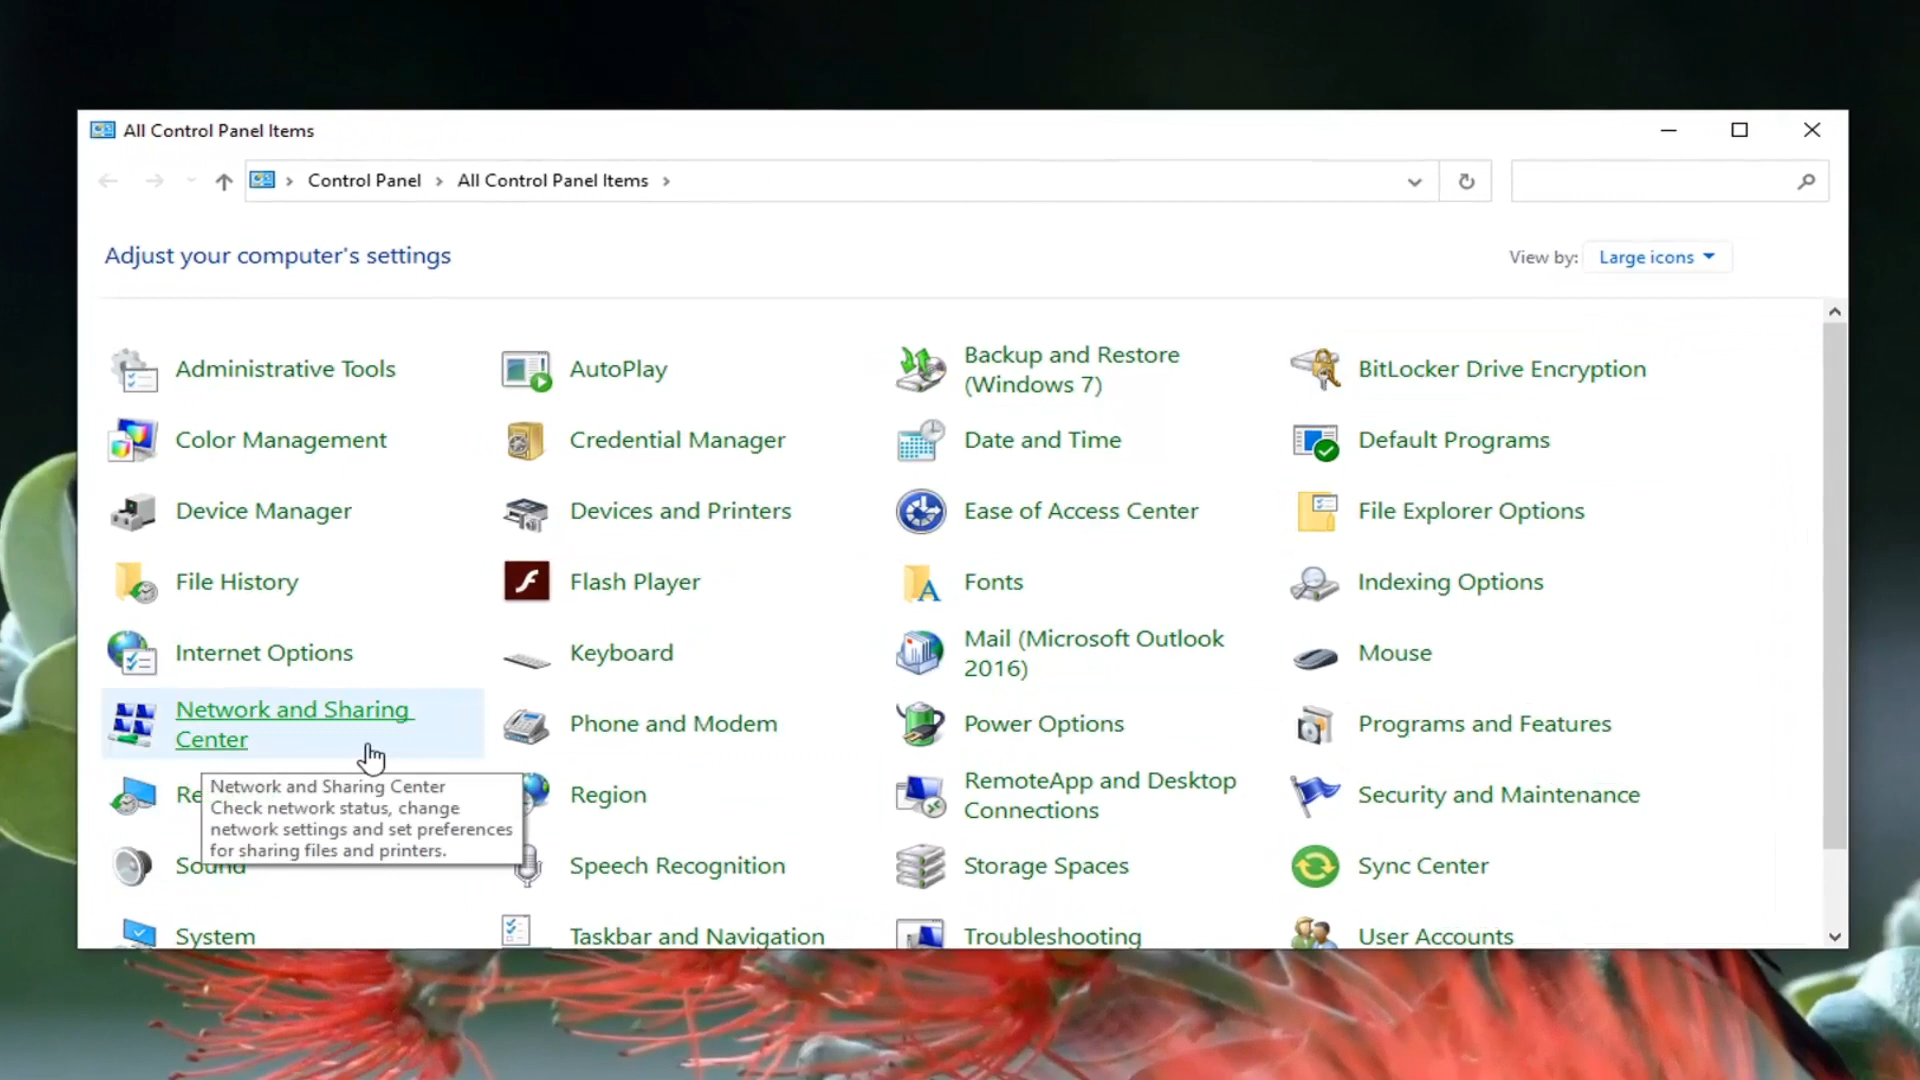 All Control Panel Items
Control Panel
All Control Panel Items
Adjust your computer's settings
View by:
Large icons
Administrative Tools
AutoPlay
Backup and Restore
(Windows 7)
BitLocker Drive Encryption
Color Management
Credential Manager
Date and Time
Default Programs
Device Manager
Devices and Printers
Ease of Access Center
File Explorer Options
File History
Flash Player
Fonts
Indexing Options
Internet Options
Keyboard
Mail (Microsoft Outlook
2016)
Mouse
Network and Sharing
Center
Phone and Modem
Power Options
Programs and Features
Network and Sharing Center
Check network status, change
network settings and set preferences
for sharing files and printers.
Region
RemoteApp and Desktop
Connections
Security and Maintenance
Sound
Speech Recognition
Storage Spaces
Sync Center
System
Taskbar and Navigation
Troubleshooting
User Accounts